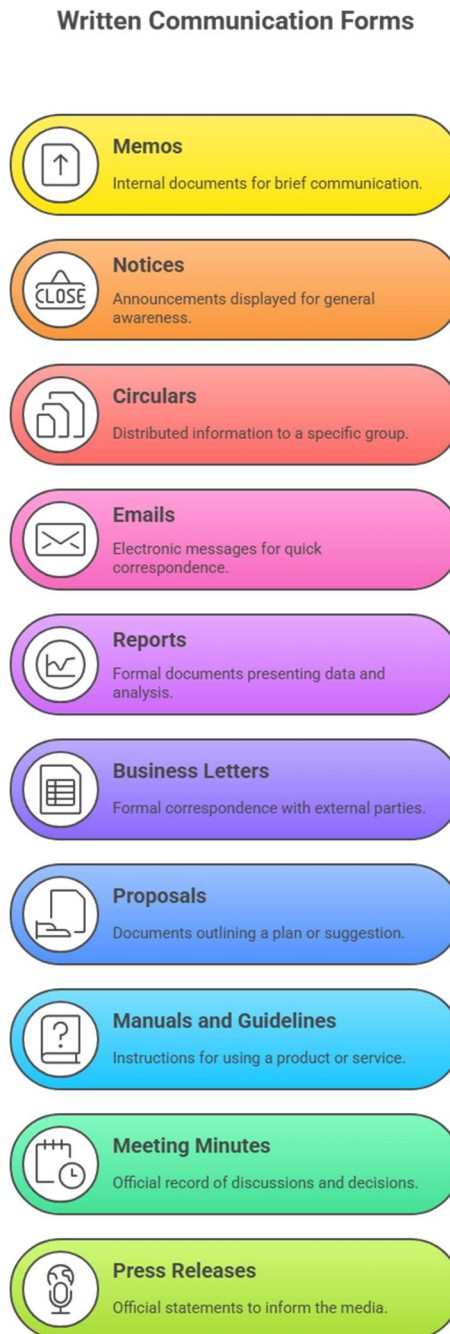 Written Communication Forms
Memos
Internal documents for brief communication.
CLOSE
Notices
Announcements displayed for general
awareness.
Circulars
Distributed information to a specific group.
Emails
Electronic messages for quick
correspondence.
Reports
Formal documents presenting data and
analysis.
Business Letters
Formal correspondence with external parties.
Proposals
Documents outlining a plan or suggestion.
?
Manuals and Guidelines
Instructions for using a product or service.
Meeting Minutes
Official record of discussions and decisions.
Press Releases
Official statements to inform the media.